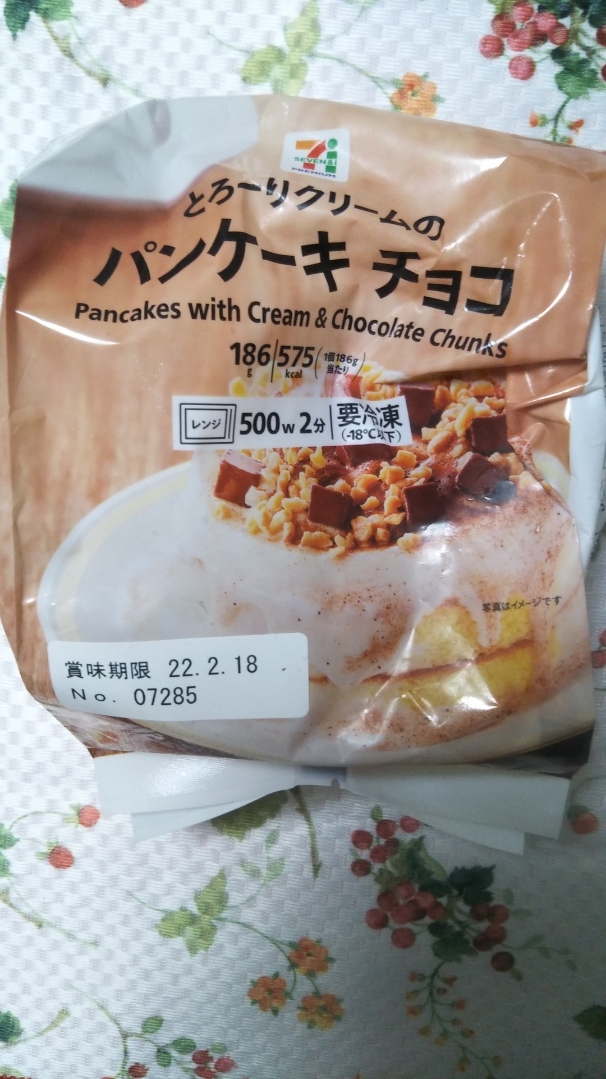 7i
SEVEN&i
PREMIUM
とろーりクリームの
パンケーキ チョコ
Pancakes with Cream & Chocolate Chunks
186g 575kcal (1個186g当たり)
レンジ 500w 2分 要冷凍(-18℃以下)
写真はイメージです
賞味期限 22.2.18
No. 07285